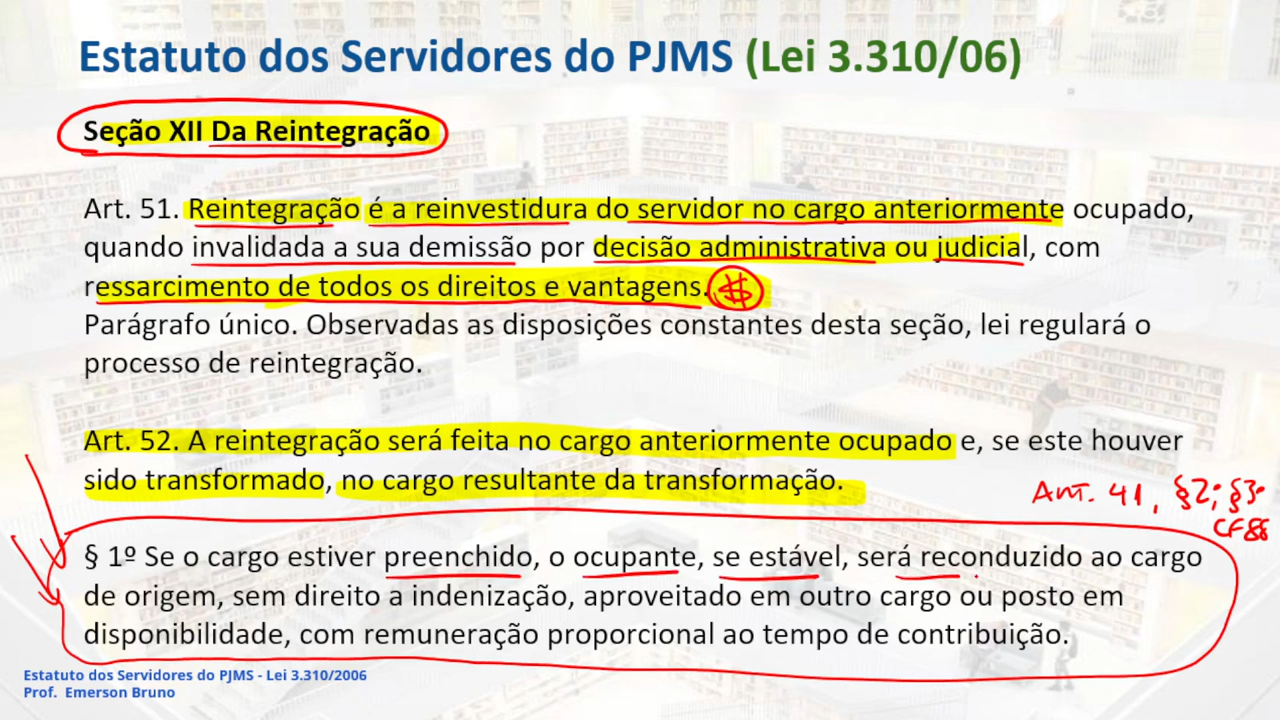 Estatuto dos Servidores do PJMS (Lei 3.310/06)
Seção XII Da Reintegração
Art. 51. Reintegração é a reinvestidura do servidor no cargo anteriormente ocupado,
quando invalidada a sua demissão por decisão administrativa ou judicial, com
ressarcimento de todos os direitos e vantagens. $
Parágrafo único. Observadas as disposições constantes desta seção, lei regulará o
processo de reintegração.
Art. 52. A reintegração será feita no cargo anteriormente ocupado e, se este houver
sido transformado, no cargo resultante da transformação.
Art. 41, §2º; §3º
CF88
§ 1º Se o cargo estiver preenchido, o ocupante, se estável, será reconduzido ao cargo
de origem, sem direito a indenização, aproveitado em outro cargo ou posto em
disponibilidade, com remuneração proporcional ao tempo de contribuição.
Estatuto dos Servidores do PJMS - Lei 3.310/2006
Prof. Emerson Bruno